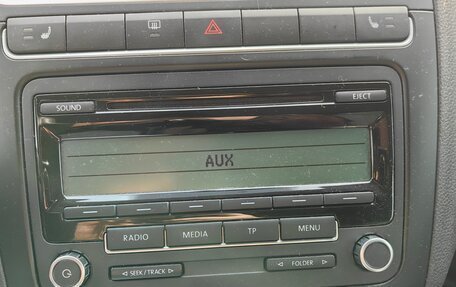 SOUND
EJECT
AUX
RADIO MEDIA TP MENU
SEEK / TRACK
FOLDER